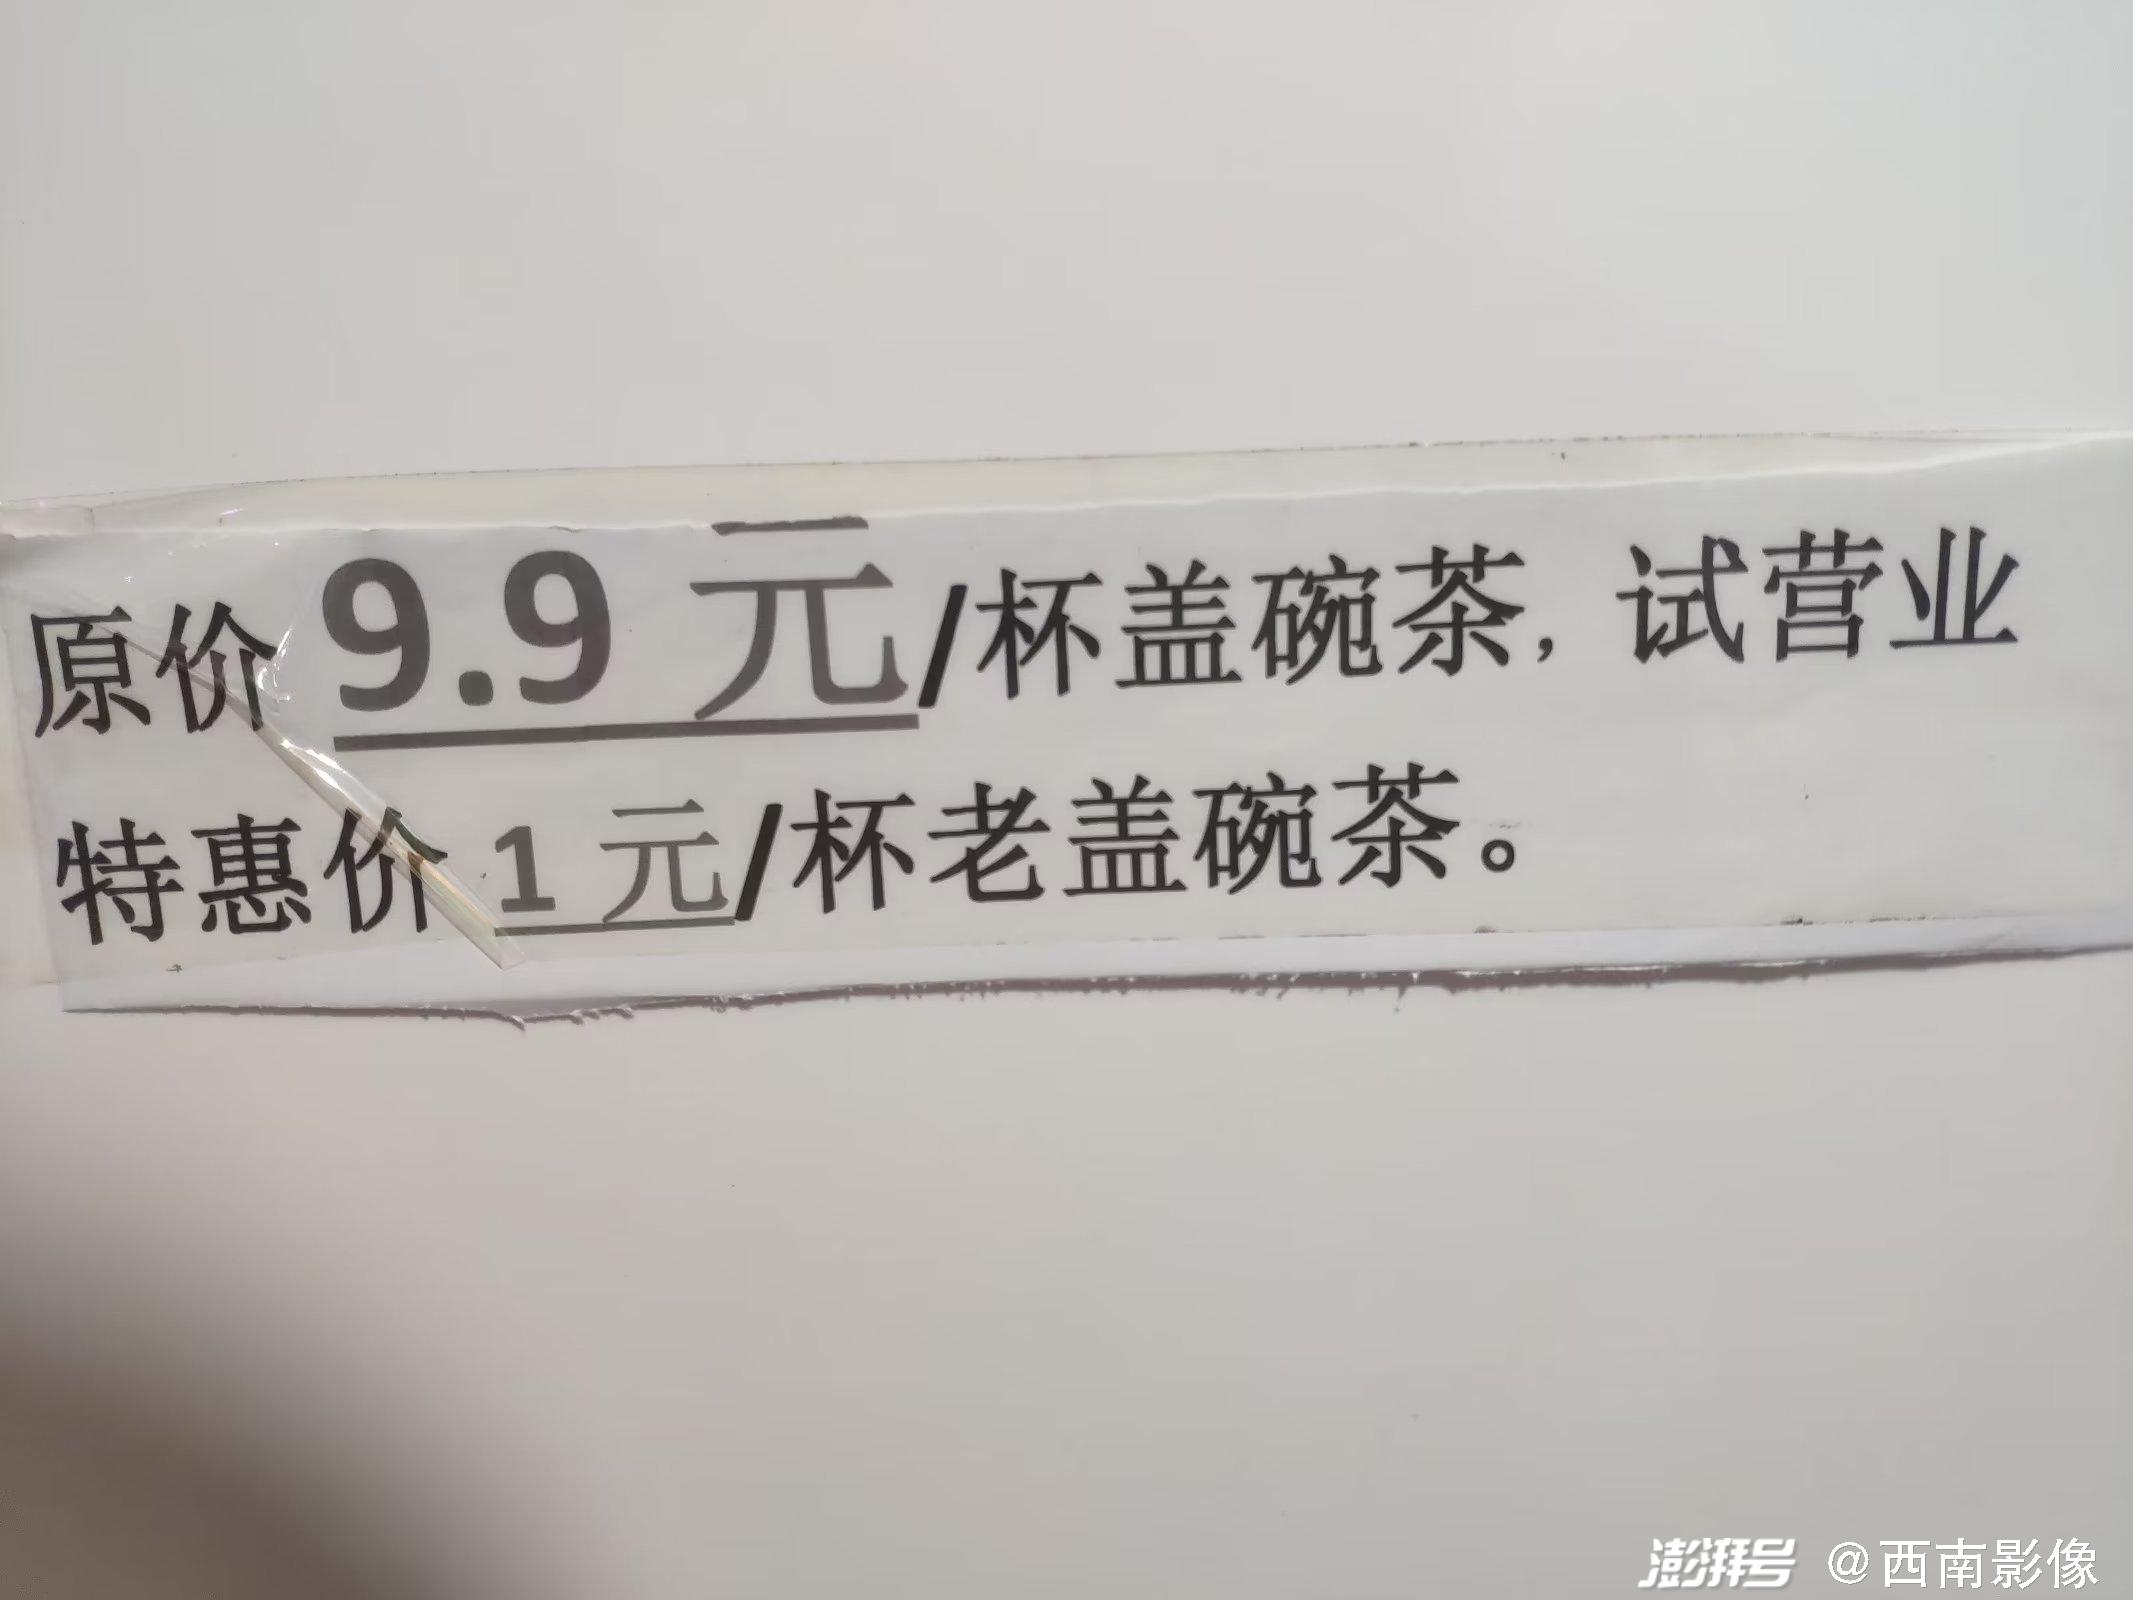 原价 9.9 元/杯盖碗茶，试营业
特惠价 1 元/杯老盖碗茶。
澎湃号 @西南影像